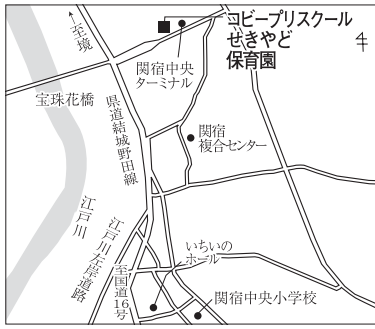 至境
コビープリスクール
せきやど
保育園
関宿中央
ターミナル
宝珠花橋
県道結城野田線
関宿
複合センター
江戸川
江戸川左岸道路
至国道16号
いちいの
ホール
関宿中央小学校